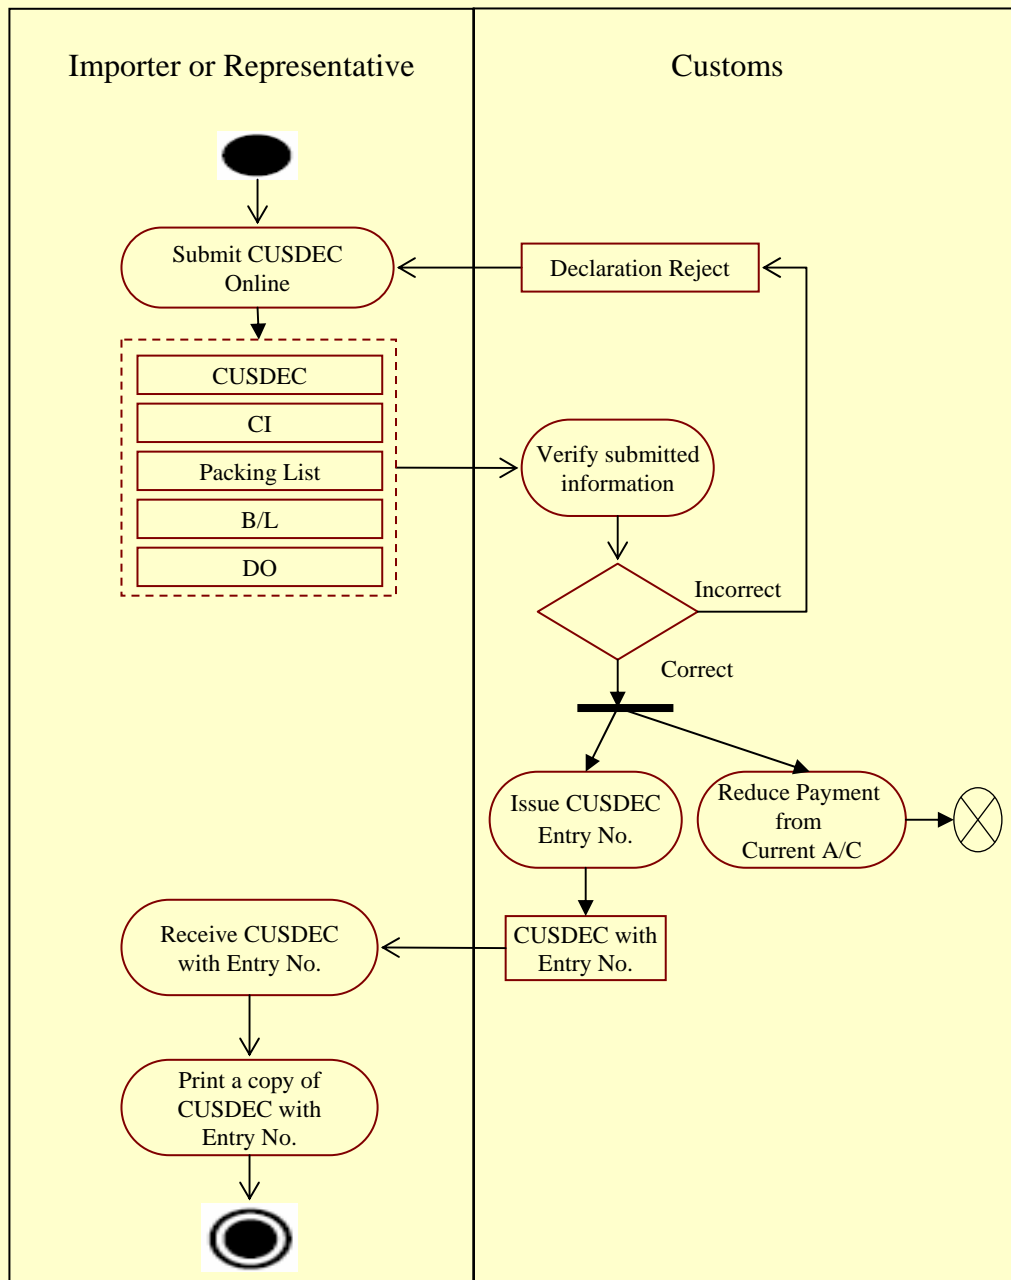 Importer or Representative
Customs
Submit CUSDEC
Online
Declaration Reject
CUSDEC
CI
Packing List
B/L
DO
Verify submitted
information
Incorrect
Correct
Issue CUSDEC
Entry No.
Reduce Payment
from
Current A/C
Receive CUSDEC
with Entry No.
CUSDEC with
Entry No.
Print a copy of
CUSDEC with
Entry No.